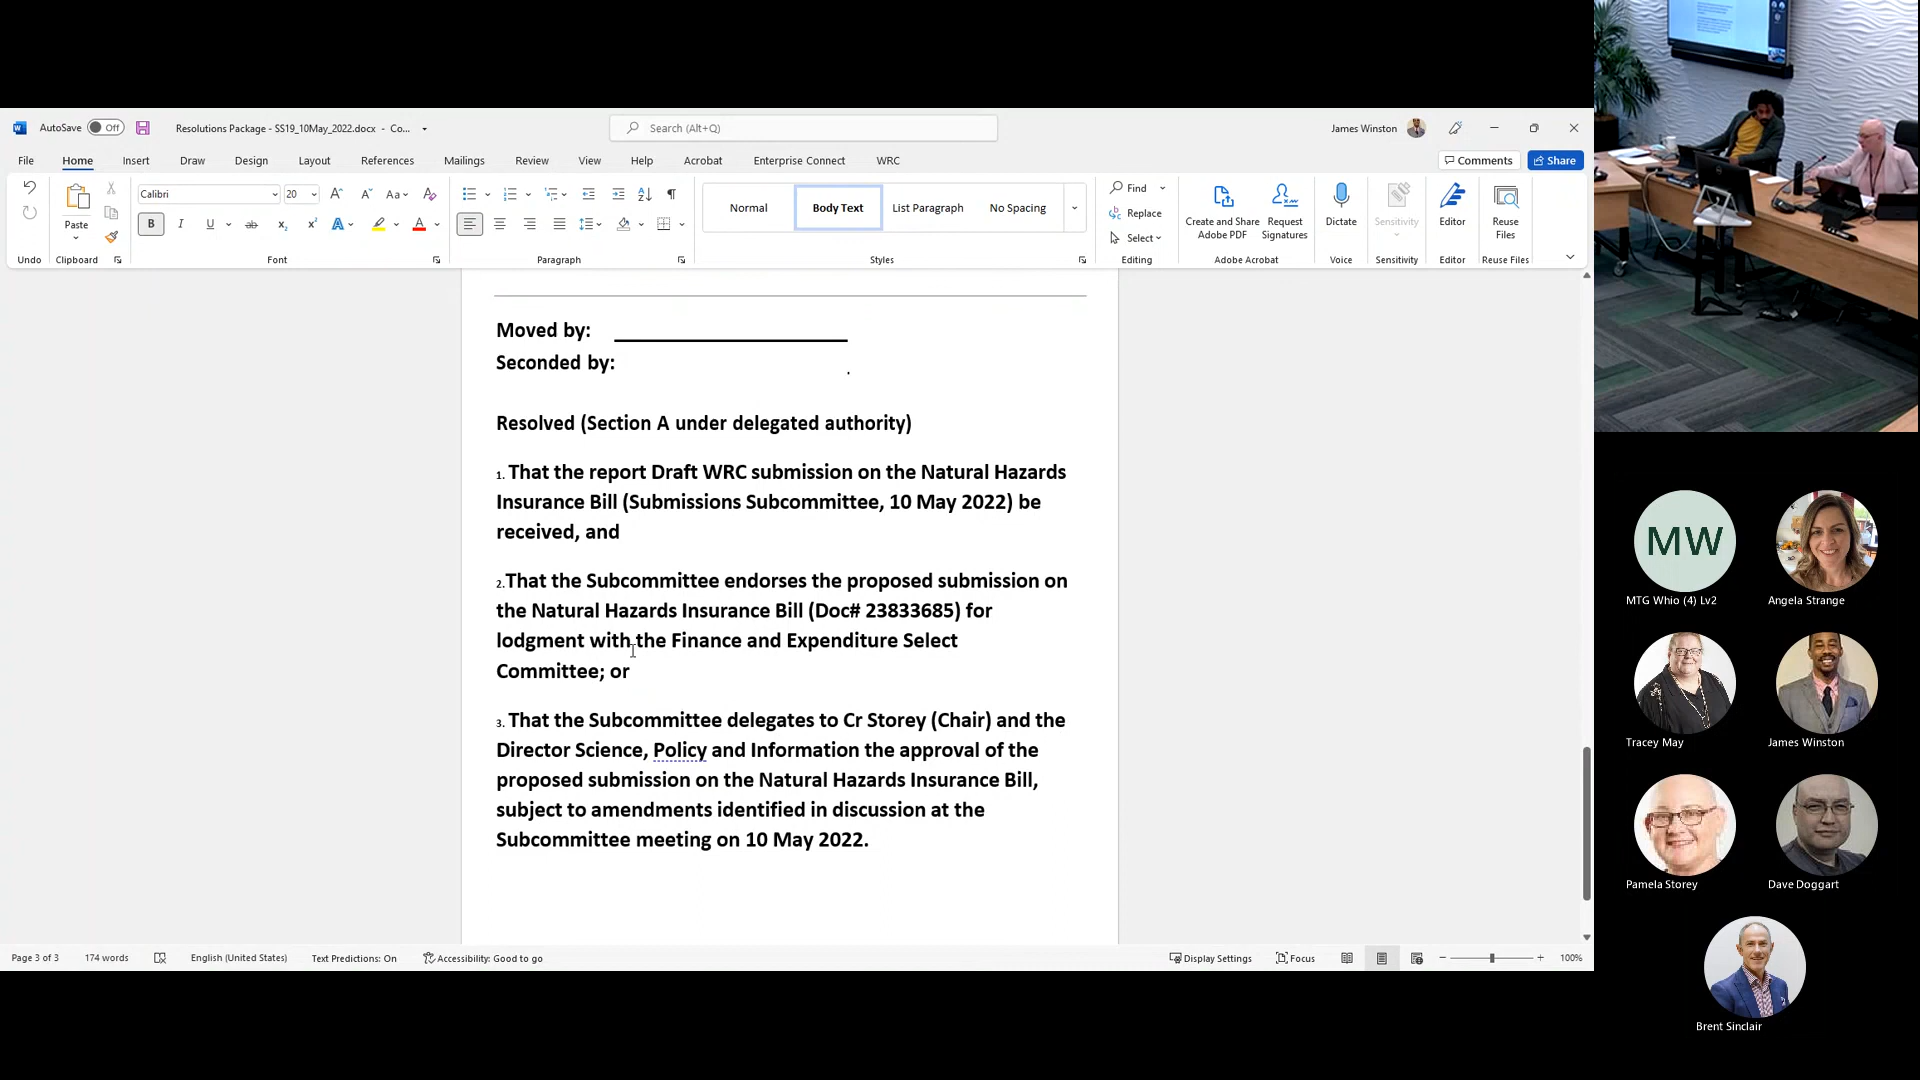 AutoSave Off Resolutions Package - SS19_10May_2022.docx - Co... Search (Alt+Q) James Winston
File Home Insert Draw Design Layout References Mailings Review View Help Acrobat Enterprise Connect WRC Comments Share
Paste
Calibri 20 Aa
B I U ab x₂ x² A A
Normal Body Text List Paragraph No Spacing
Find
Replace
Select
Create and Share
Adobe PDF
Request
Signatures
Dictate
Sensitivity
Editor
Reuse
Files
Undo Clipboard Font Paragraph Styles Editing Adobe Acrobat Voice Sensitivity Editor Reuse Files
Moved by:
Seconded by:
.
Resolved (Section A under delegated authority)
1. That the report Draft WRC submission on the Natural Hazards
Insurance Bill (Submissions Subcommittee, 10 May 2022) be
received, and
2.That the Subcommittee endorses the proposed submission on
the Natural Hazards Insurance Bill (Doc# 23833685) for
lodgment with the Finance and Expenditure Select
Committee; or
3. That the Subcommittee delegates to Cr Storey (Chair) and the
Director Science, Policy and Information the approval of the
proposed submission on the Natural Hazards Insurance Bill,
subject to amendments identified in discussion at the
Subcommittee meeting on 10 May 2022.
Page 3 of 3 174 words English (United States) Text Predictions: On Accessibility: Good to go Display Settings Focus 100%
MW
MTG Whio (4) Lv2
Angela Strange
Tracey May
James Winston
Pamela Storey
Dave Doggart
Brent Sinclair